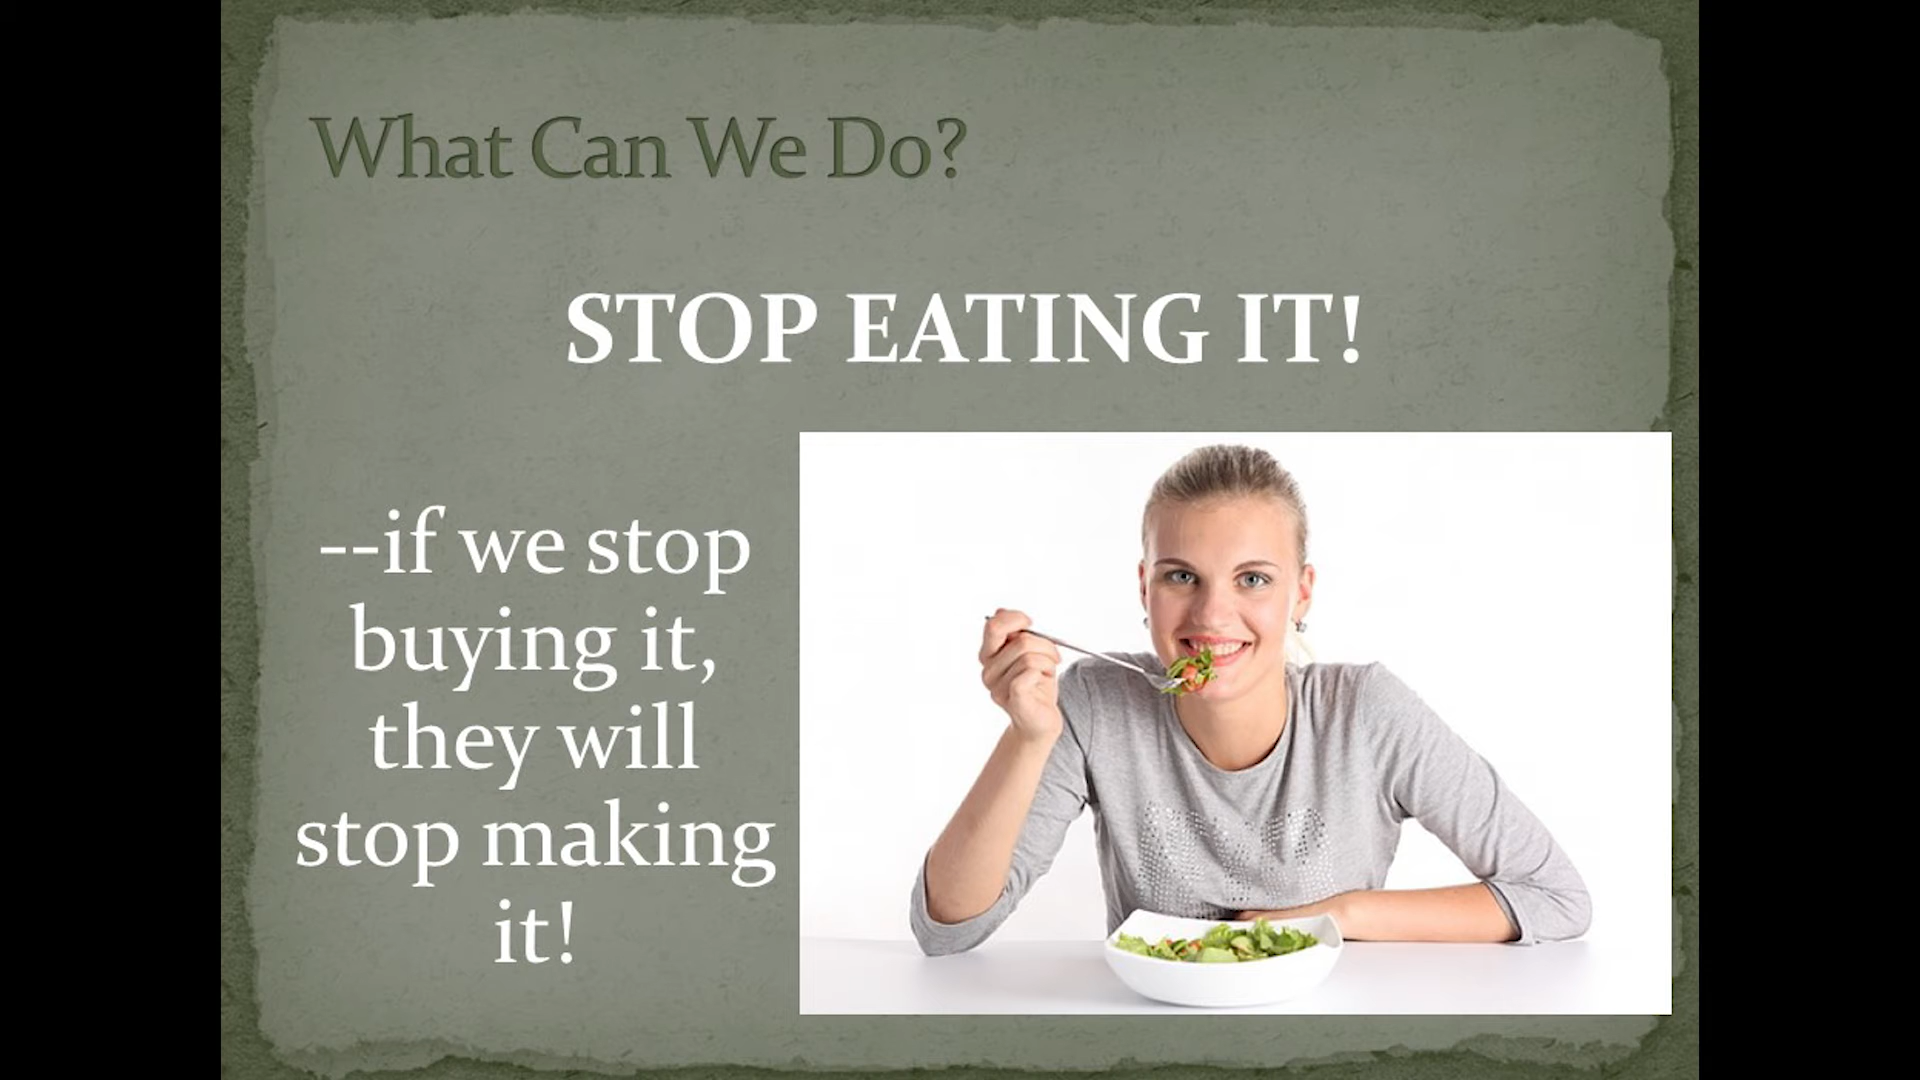 What Can We Do?
STOP EATING IT!
--if we stop
buying it,
they will
stop making
it!